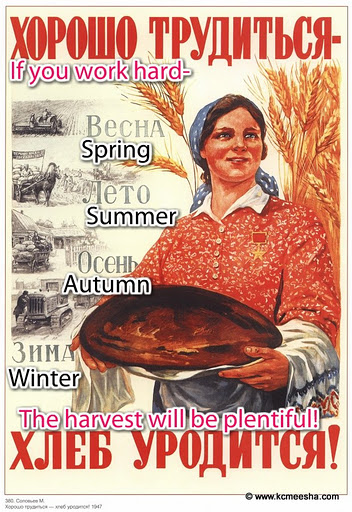 ХОРОШО ТРУДИТЬСЯ-
If you work hard-
Весна
Spring
Лето
Summer
Осень
Autumn
Зима
Winter
The harvest will be plentiful!
ХЛЕБ УРОДИТСЯ!
380. Соловьев М.
Хорошо трудиться — хлеб уродится! 1947
© www.kcmeesha.com